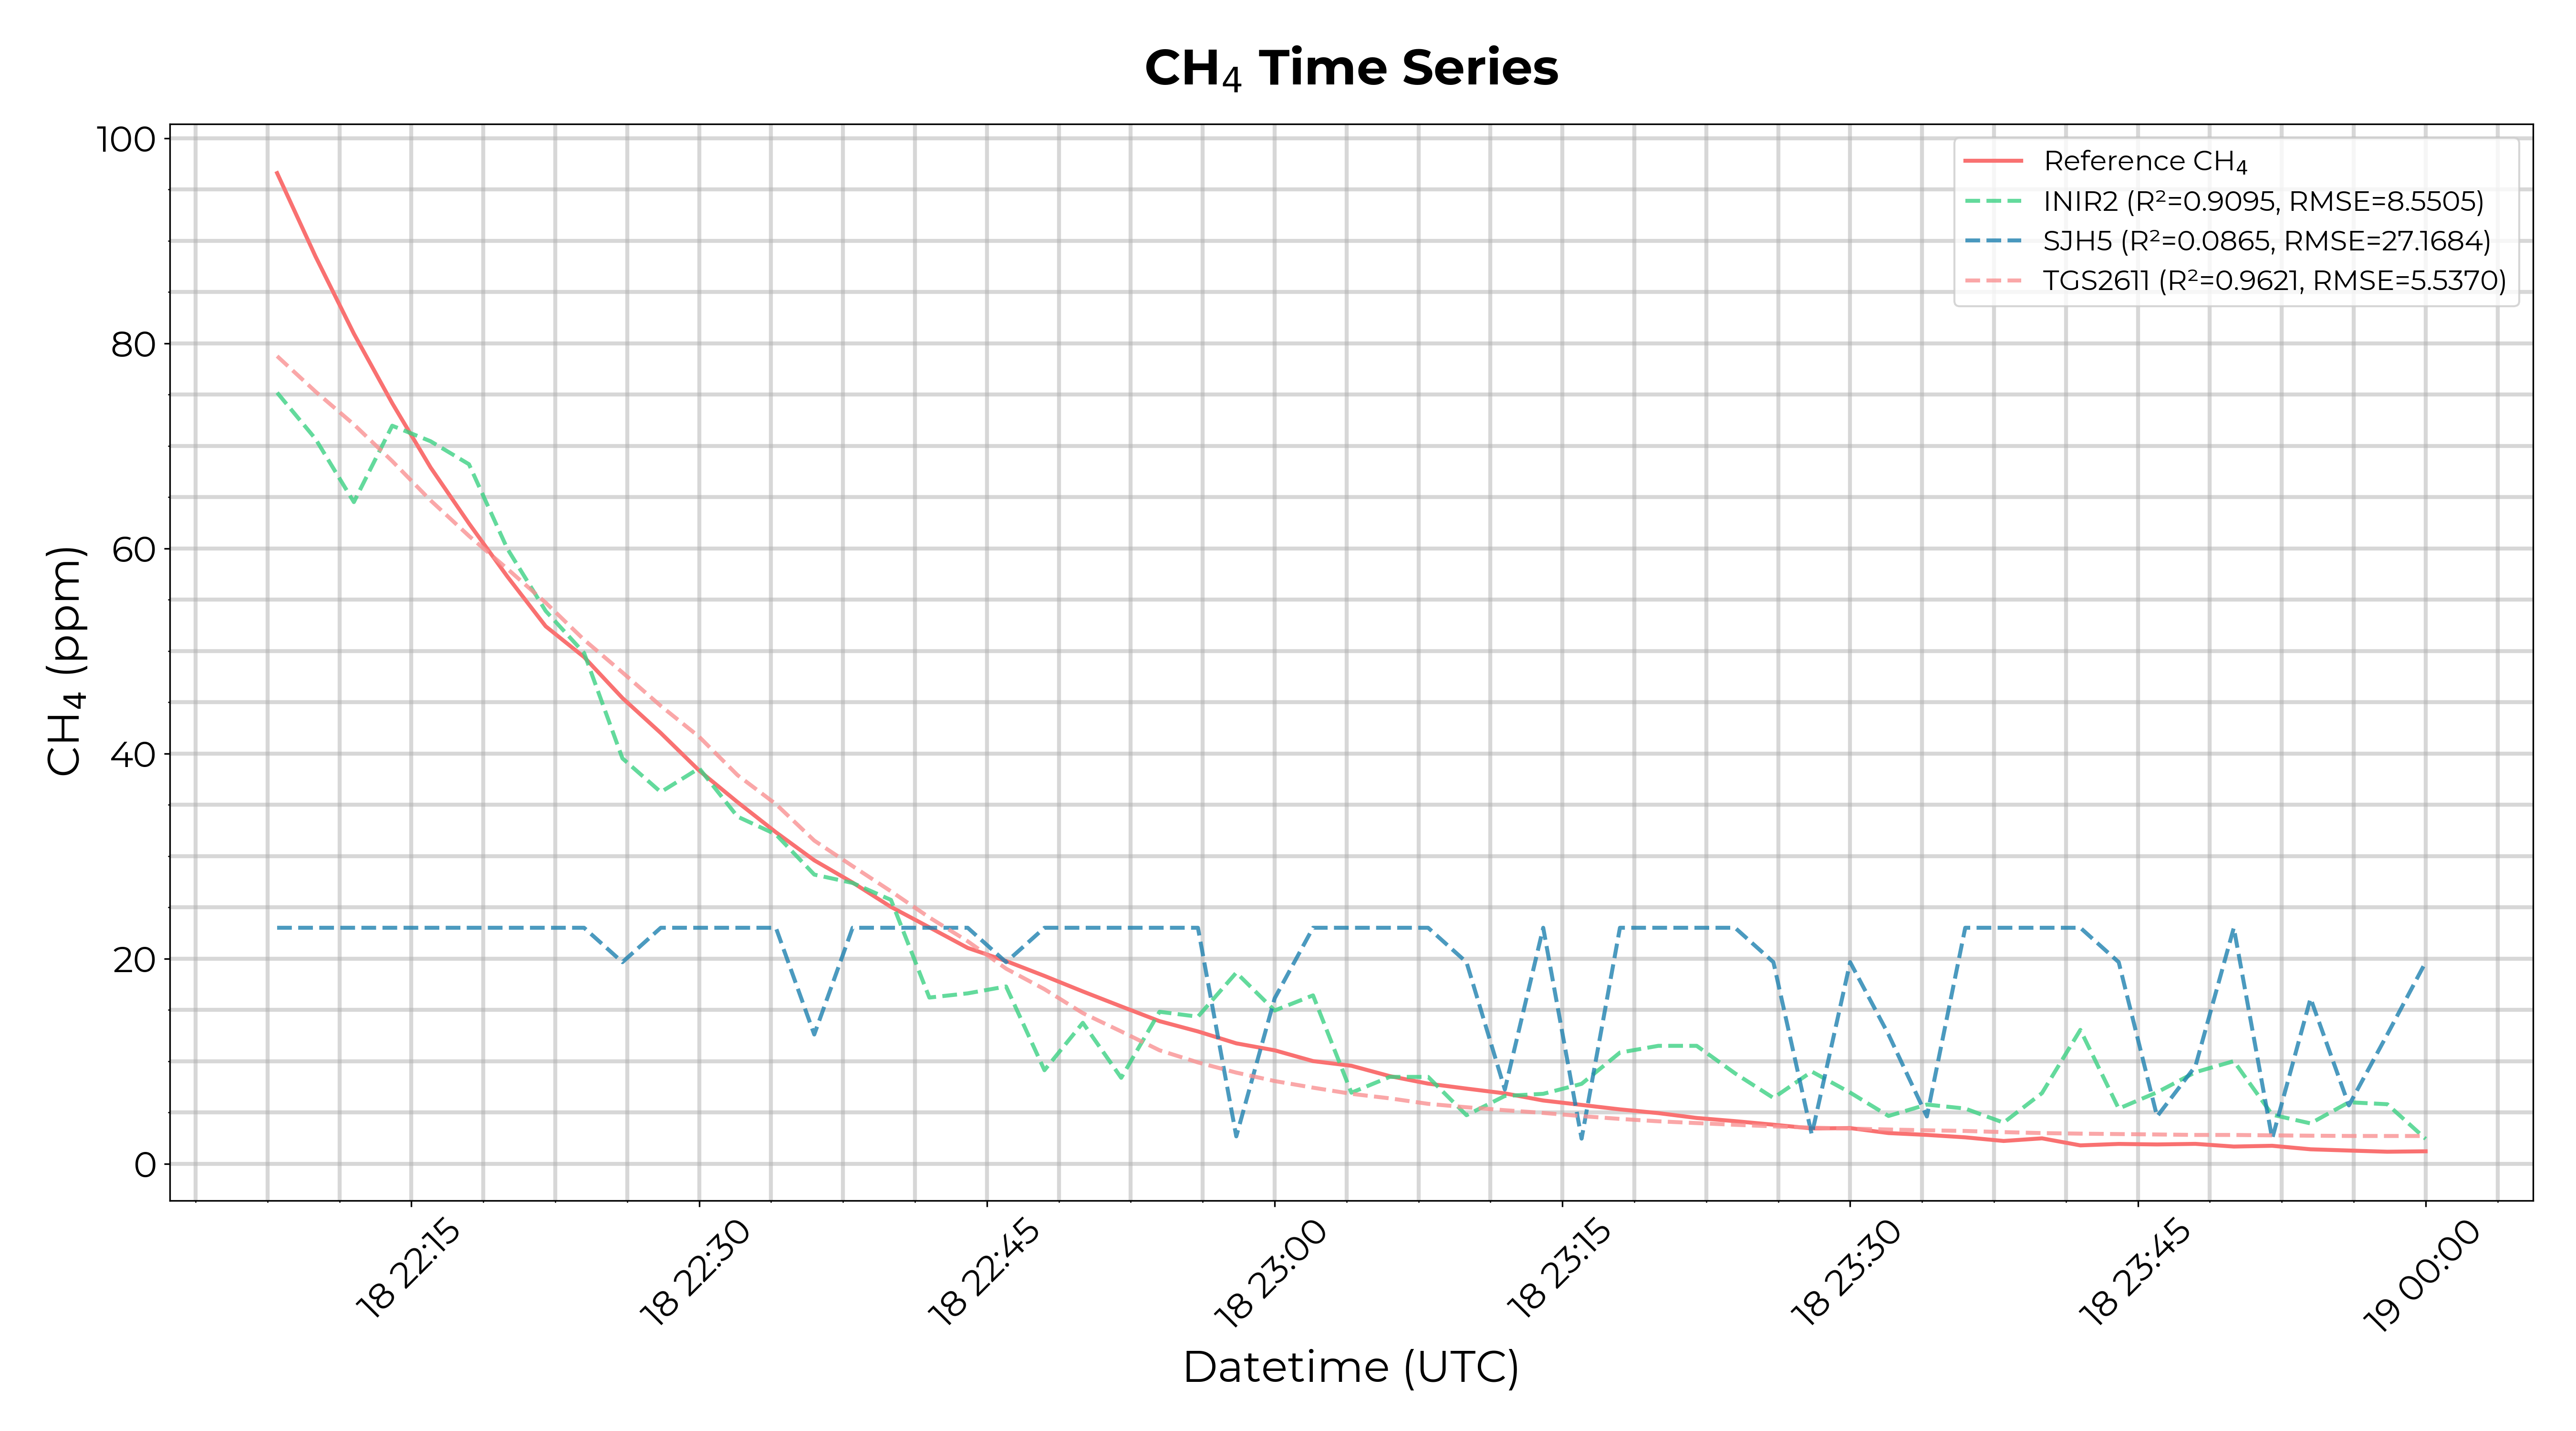 CH₄ Time Series
Reference CH₄
INIR2 (R²=0.9095, RMSE=8.5505)
SJH5 (R²=0.0865, RMSE=27.1684)
TGS2611 (R²=0.9621, RMSE=5.5370)
CH₄ (ppm)
100
80
60
40
20
0
18 22:15
18 22:30
18 22:45
18 23:00
18 23:15
18 23:30
18 23:45
19 00:00
Datetime (UTC)